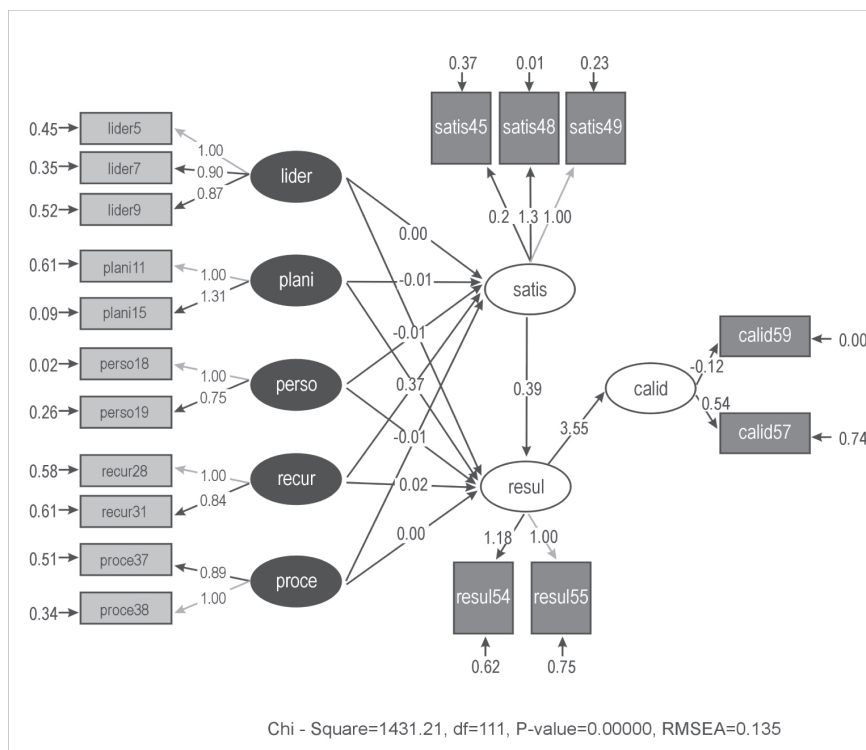 0.37 0.01 0.23
satis45 satis48 satis49
0.45 lider5 1.00
0.35 lider7 0.90
0.52 lider9 0.87
lider
0.2 1.3 1.00
0.00
0.61 plani11 1.00
0.09 plani15 1.31
plani
-0.01
satis
0.02 perso18 1.00
0.26 perso19 0.75
perso
-0.01
0.37
0.39
calid59 0.00
-0.12
calid
0.54
calid57 0.74
3.55
-0.01
0.58 recur28 1.00
0.61 recur31 0.84
recur
0.02
resul
0.51 proce37 0.89
0.34 proce38 1.00
proce
0.00
1.18 1.00
resul54 resul55
0.62 0.75
Chi - Square=1431.21, df=111, P-value=0.00000, RMSEA=0.135